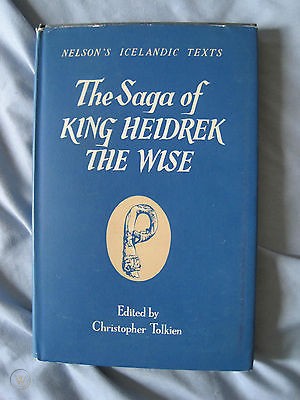 NELSON'S ICELANDIC TEXTS
The Saga of
KING HEIDREK
THE WISE
Edited by
Christopher Tolkien